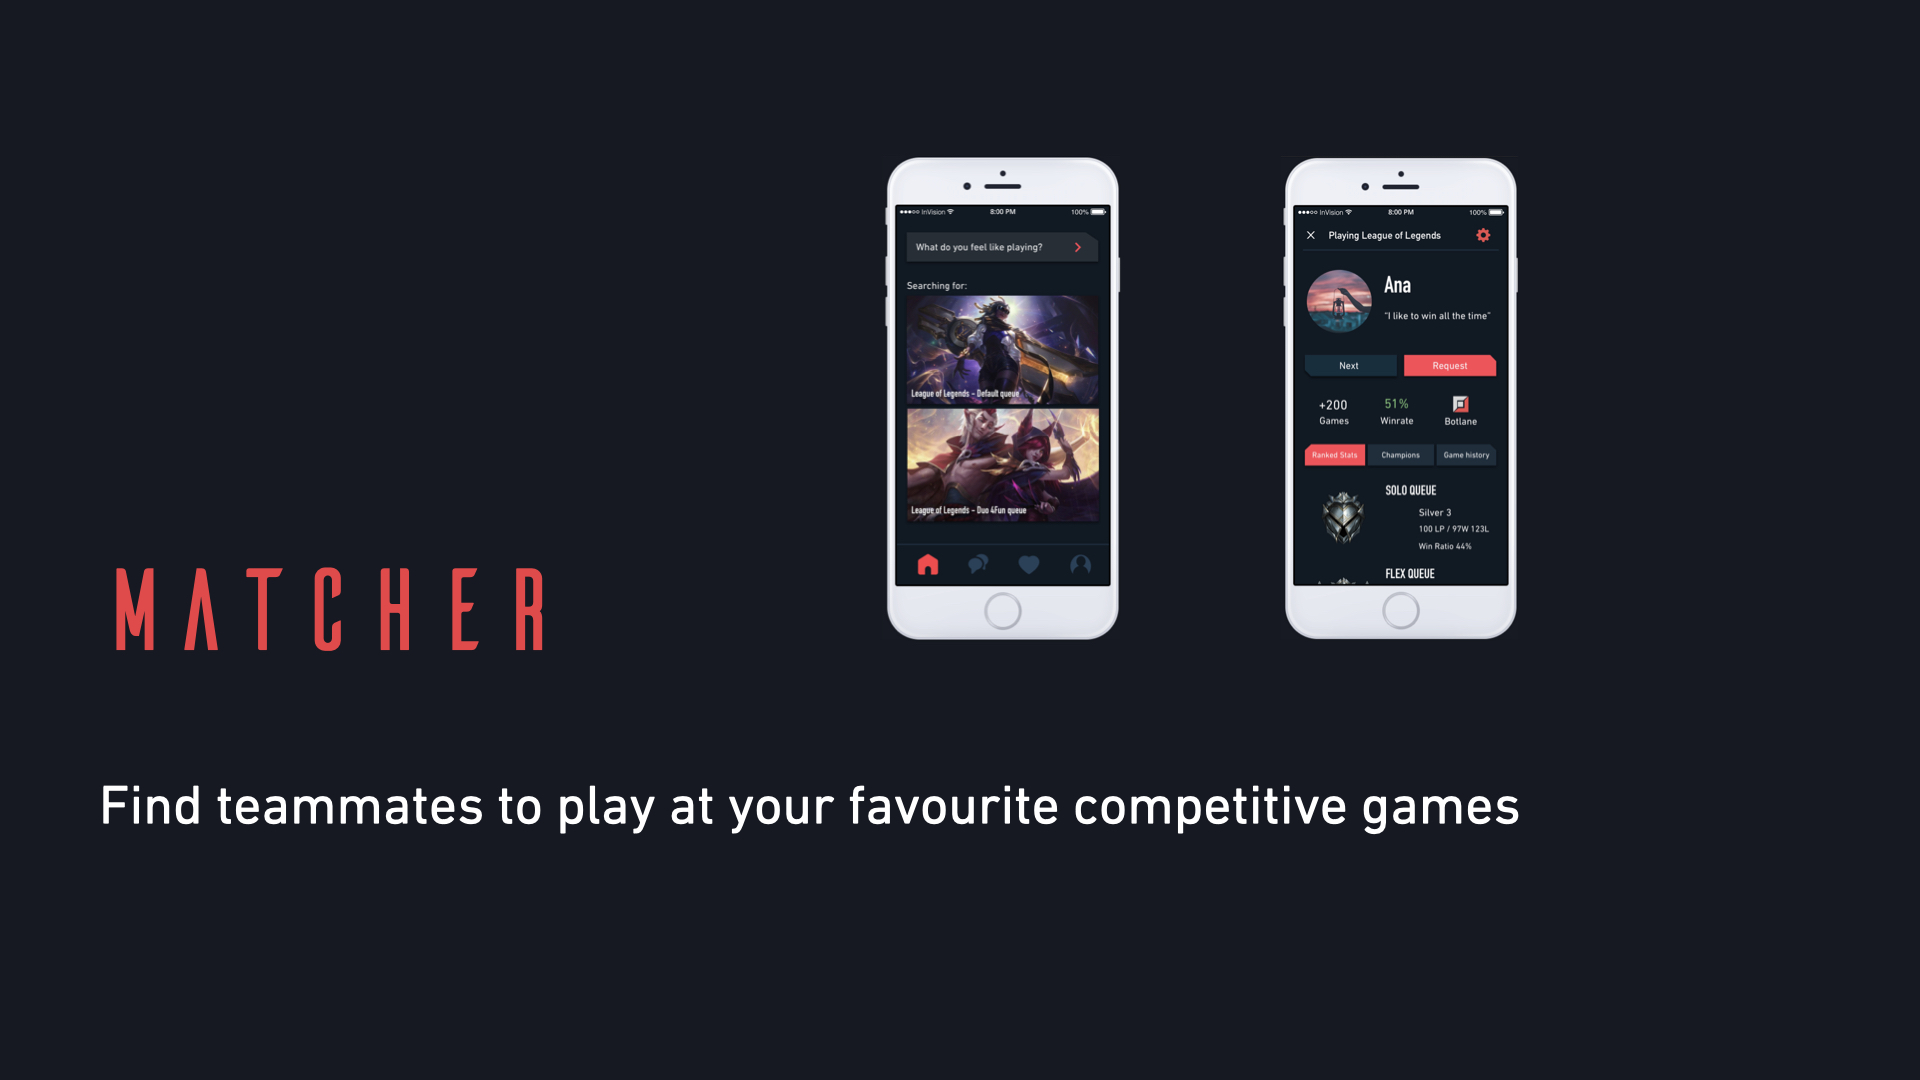 InVision
8:00 PM
100%
What do you feel like playing?
Searching for:
League of Legends - Default queue
League of Legends - Duo 4Fun queue
InVision
8:00 PM
100%
Playing League of Legends
Ana
"I like to win all the time"
Next
Request
+200
Games
51%
Winrate
Botlane
Ranked Stats
Champions
Game history
SOLO QUEUE
Silver 3
100 LP / 97W 123L
Win Ratio 44%
FLEX QUEUE
MATCHER
Find teammates to play at your favourite competitive games